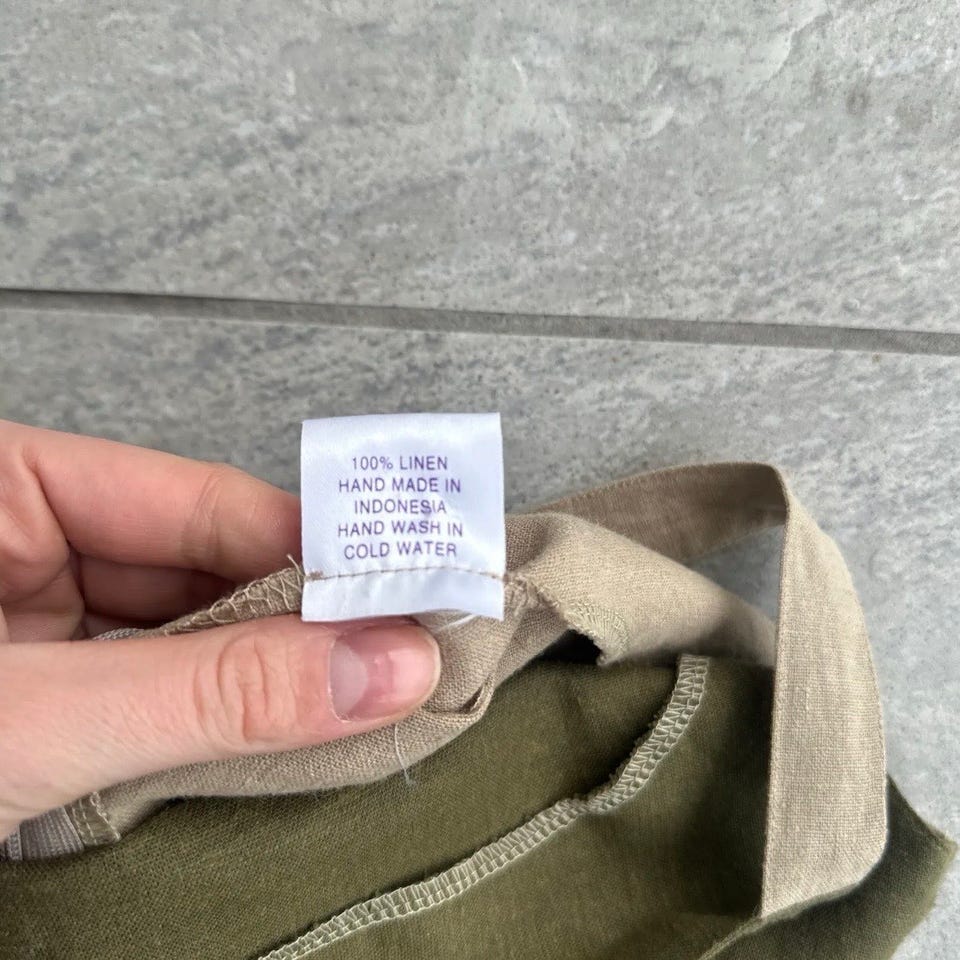 100% LINEN
HAND MADE IN
INDONESIA
HAND WASH IN
COLD WATER